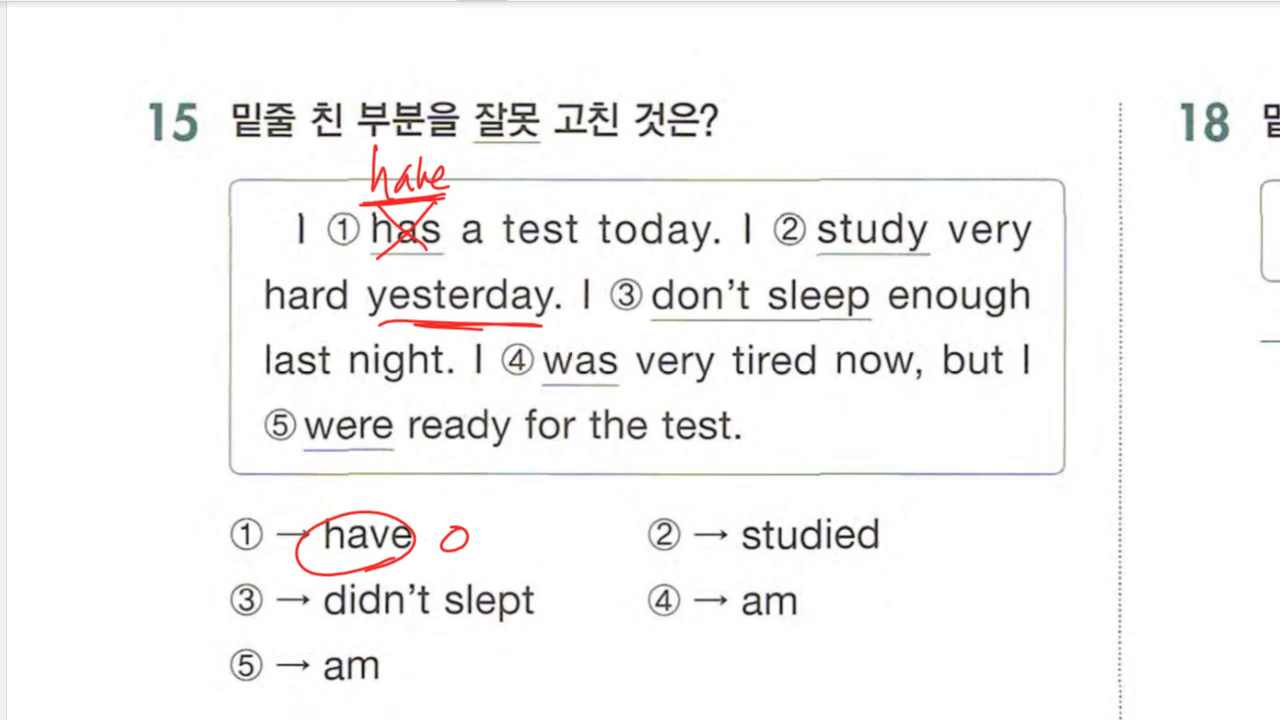 15 밑줄 친 부분을 잘못 고친 것은?
have
I ① has a test today. I ② study very
hard yesterday. I ③ don't sleep enough
last night. I ④ was very tired now, but I
⑤ were ready for the test.
① → have O
② → studied
③ → didn't slept
④ → am
⑤ → am
18